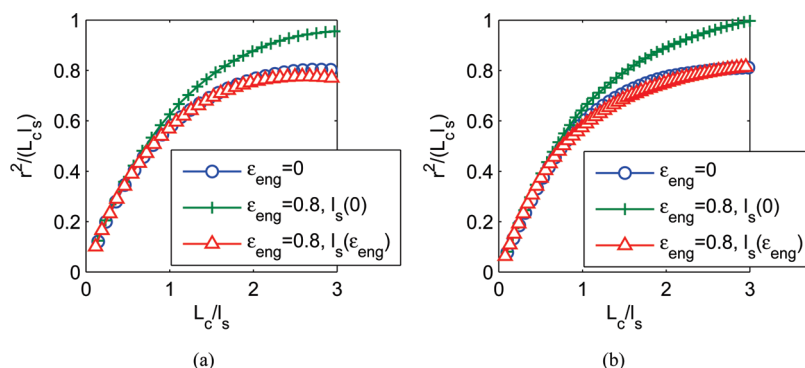 r²/(L_c l_s)
1
0.8
0.6
0.4
0.2
0
0 1 2 3
L_c/l_s
ε_eng=0
ε_eng=0.8, l_s(0)
ε_eng=0.8, l_s(ε_eng)
(a)
r²/(L_c l_s)
1
0.8
0.6
0.4
0.2
0
0 1 2 3
L_c/l_s
ε_eng=0
ε_eng=0.8, l_s(0)
ε_eng=0.8, l_s(ε_eng)
(b)